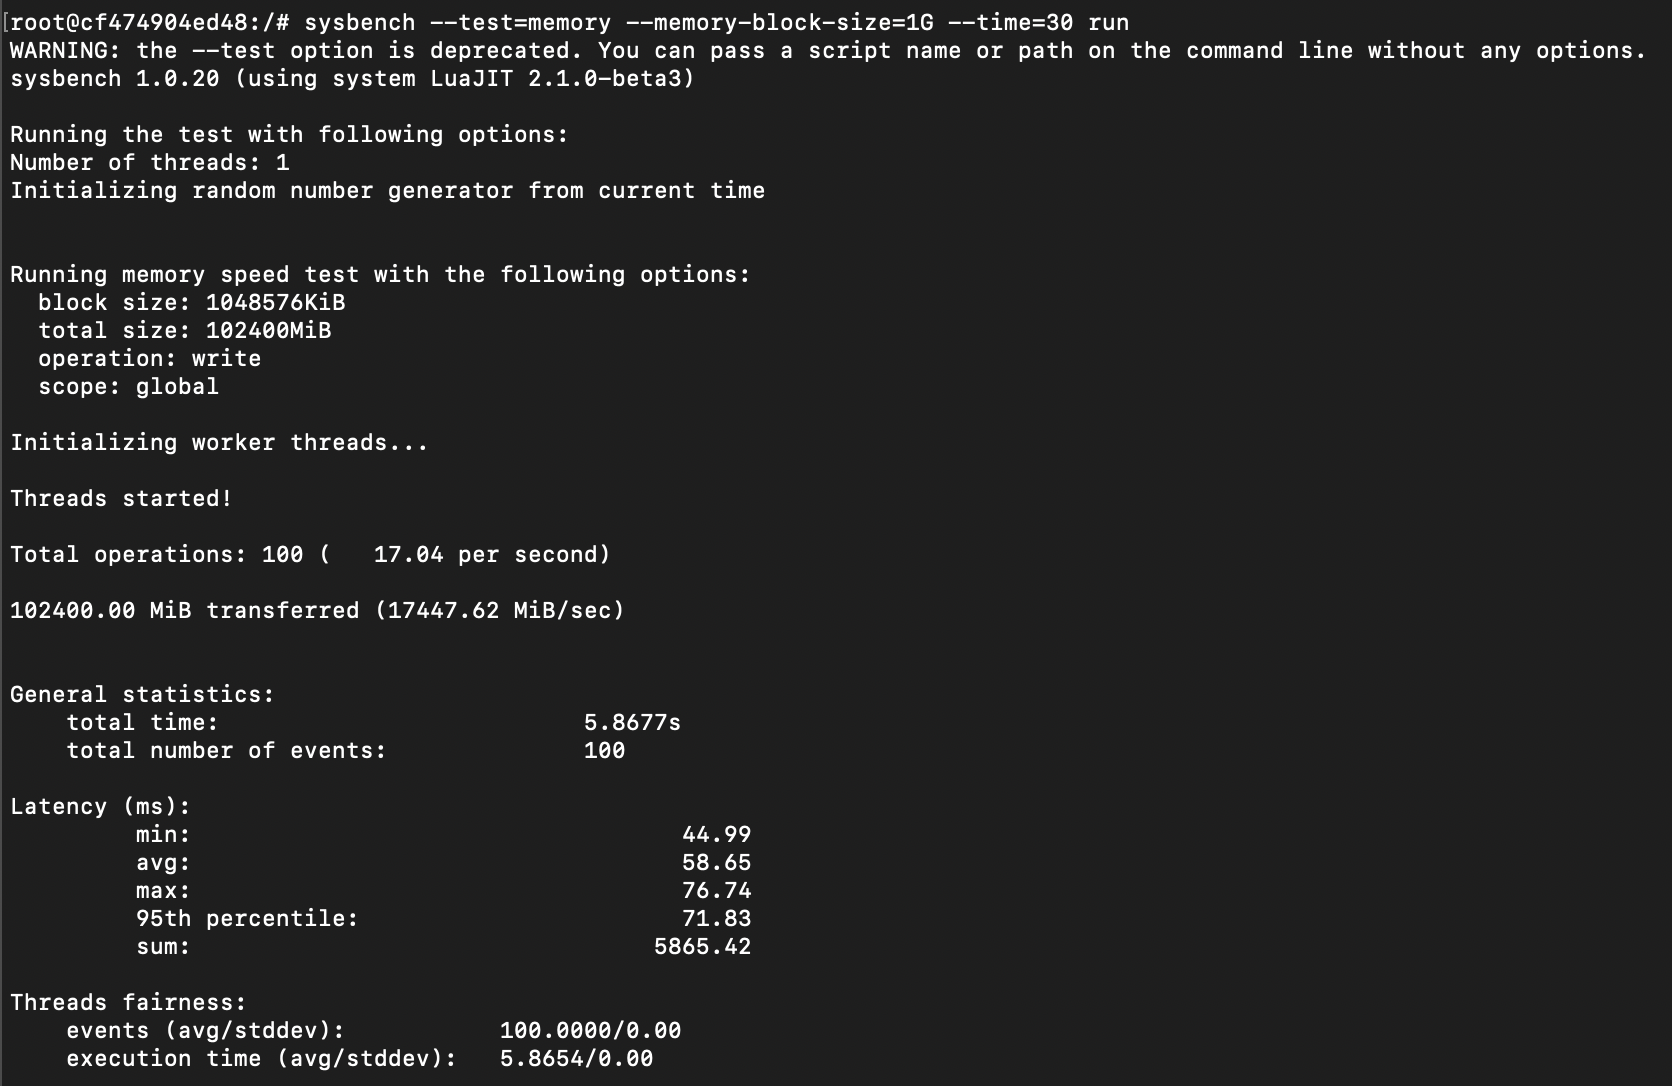 [root@cf474904ed48:/# sysbench --test=memory --memory-block-size=1G --time=30 run
WARNING: the --test option is deprecated. You can pass a script name or path on the command line without any options.
sysbench 1.0.20 (using system LuaJIT 2.1.0-beta3)
Running the test with following options:
Number of threads: 1
Initializing random number generator from current time
Running memory speed test with the following options:
block size: 1048576KiB
total size: 102400MiB
operation: write
scope: global
Initializing worker threads...
Threads started!
Total operations: 100 (   17.04 per second)
102400.00 MiB transferred (17447.62 MiB/sec)
General statistics:
total time: 5.8677s
total number of events: 100
Latency (ms):
min: 44.99
avg: 58.65
max: 76.74
95th percentile: 71.83
sum: 5865.42
Threads fairness:
events (avg/stddev): 100.0000/0.00
execution time (avg/stddev): 5.8654/0.00